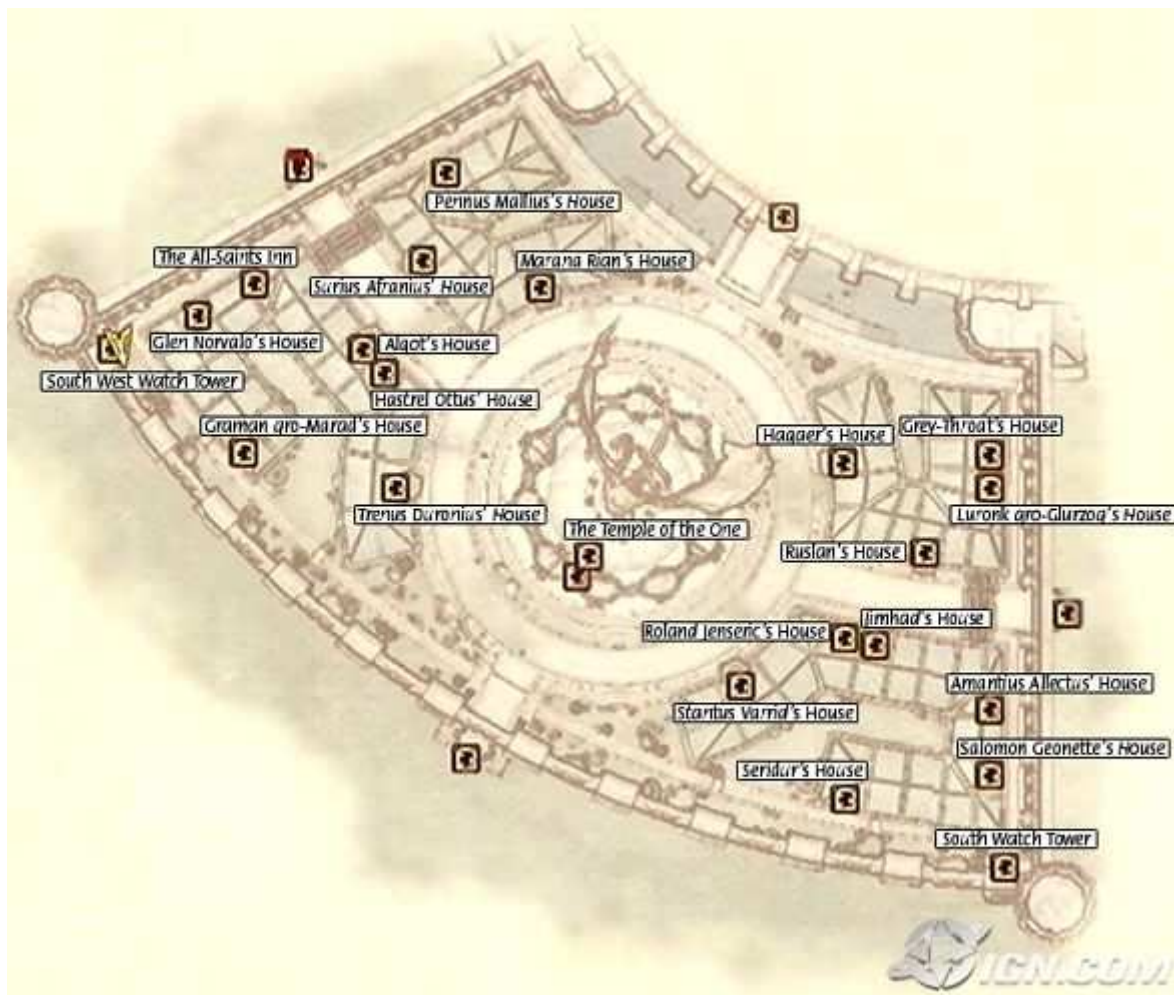 Pennus Mallius's House
The All-Saints Inn
Marana Rian's House
Surius Afranius' House
Glen Norvalo's House
Algot's House
South West Watch Tower
Hastrel Ottus' House
Graman gro-Marad's House
Grey-Throat's House
Hagaer's House
Trenus Duronius' House
Luronk gro-Glurzog's House
The Temple of the One
Ruslan's House
Jimhad's House
Roland Jenseric's House
Amantius Allectus' House
Stantus Varrid's House
Salomon Geonette's House
Seridur's House
South Watch Tower
IGN.COM